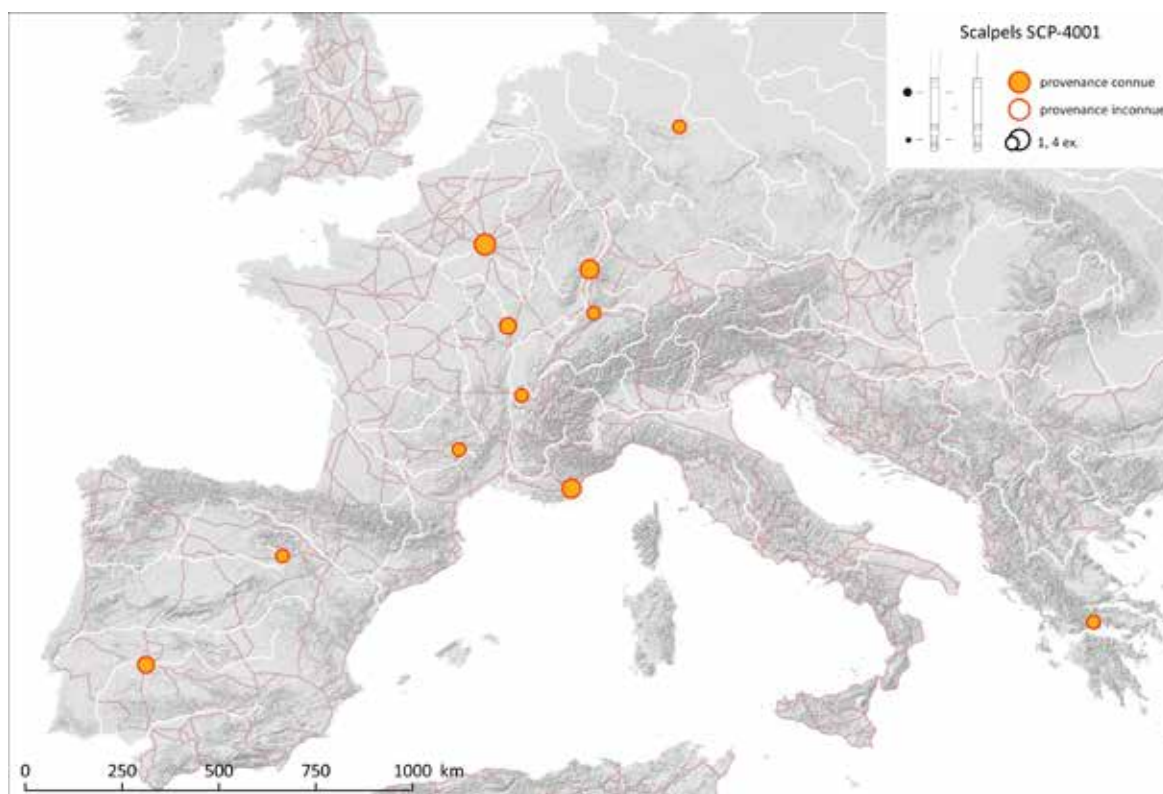 Scalpels SCP-4001
provenance connue
provenance inconnue
1, 4 ex.
0 250 500 750 1000 km